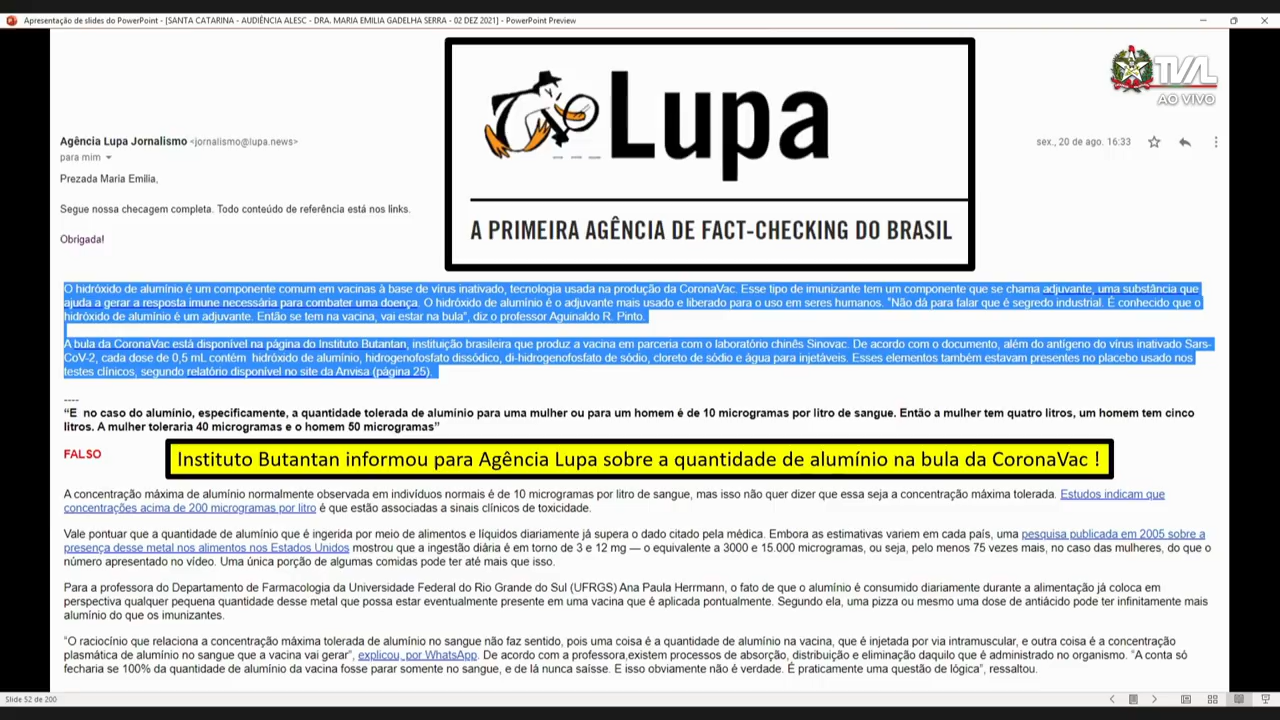 Apresentação de slides do PowerPoint - [SANTA CATARINA - AUDIÊNCIA ALESC - DRA. MARIA EMILIA GADELHA SERRA - 02 DEZ 2021] - PowerPoint Preview
TVAL
AO VIVO
Lupa
A PRIMEIRA AGÊNCIA DE FACT-CHECKING DO BRASIL
Agência Lupa Jornalismo <jornalismo@lupa.news>
sex., 20 de ago. 16:33
para mim
Prezada Maria Emilia,
Segue nossa checagem completa. Todo conteúdo de referência está nos links.
Obrigada!
O hidróxido de alumínio é um componente comum em vacinas à base de vírus inativado, tecnologia usada na produção da CoronaVac. Esse tipo de imunizante tem um componente que se chama adjuvante, uma substância que
ajuda a gerar a resposta imune necessária para combater uma doença. O hidróxido de alumínio é o adjuvante mais usado e liberado para o uso em seres humanos. "Não dá para falar que é segredo industrial. É conhecido que o
hidróxido de alumínio é um adjuvante. Então se tem na vacina, vai estar na bula", diz o professor Aguinaldo R. Pinto.
A bula da CoronaVac está disponível na página do Instituto Butantan, instituição brasileira que produz a vacina em parceria com o laboratório chinês Sinovac. De acordo com o documento, além do antígeno do vírus inativado Sars-
CoV-2, cada dose de 0,5 mL contém hidróxido de alumínio, hidrogenofosfato dissódico, di-hidrogenofosfato de sódio, cloreto de sódio e água para injetáveis. Esses elementos também estavam presentes no placebo usado nos
testes clínicos, segundo relatório disponível no site da Anvisa (página 25).
----
“E no caso do alumínio, especificamente, a quantidade tolerada de alumínio para uma mulher ou para um homem é de 10 microgramas por litro de sangue. Então a mulher tem quatro litros, um homem tem cinco
litros. A mulher toleraria 40 microgramas e o homem 50 microgramas”
FALSO
Instituto Butantan informou para Agência Lupa sobre a quantidade de alumínio na bula da CoronaVac !
A concentração máxima de alumínio normalmente observada em indivíduos normais é de 10 microgramas por litro de sangue, mas isso não quer dizer que essa seja a concentração máxima tolerada. Estudos indicam que
concentrações acima de 200 microgramas por litro é que estão associadas a sinais clínicos de toxicidade.
Vale pontuar que a quantidade de alumínio que é ingerida por meio de alimentos e líquidos diariamente já supera o dado citado pela médica. Embora as estimativas variem em cada país, uma pesquisa publicada em 2005 sobre a
presença desse metal nos alimentos nos Estados Unidos mostrou que a ingestão diária é em torno de 3 e 12 mg — o equivalente a 3000 e 15.000 microgramas, ou seja, pelo menos 75 vezes mais, no caso das mulheres, do que o
número apresentado no vídeo. Uma única porção de algumas comidas pode ter até mais que isso.
Para a professora do Departamento de Farmacologia da Universidade Federal do Rio Grande do Sul (UFRGS) Ana Paula Herrmann, o fato de que o alumínio é consumido diariamente durante a alimentação já coloca em
perspectiva qualquer pequena quantidade desse metal que possa estar eventualmente presente em uma vacina que é aplicada pontualmente. Segundo ela, uma pizza ou mesmo uma dose de antiácido pode ter infinitamente mais
alumínio do que os imunizantes.
“O raciocínio que relaciona a concentração máxima tolerada de alumínio no sangue não faz sentido, pois uma coisa é a quantidade de alumínio na vacina, que é injetada por via intramuscular, e outra coisa é a concentração
plasmática de alumínio no sangue que a vacina vai gerar”, explicou, por WhatsApp. De acordo com a professora,existem processos de absorção, distribuição e eliminação daquilo que é administrado no organismo. “A conta só
fecharia se 100% da quantidade de alumínio da vacina fosse parar somente no sangue, e de lá nunca saísse. E isso obviamente não é verdade. É praticamente uma questão de lógica”, ressaltou.
Slide 52 de 200